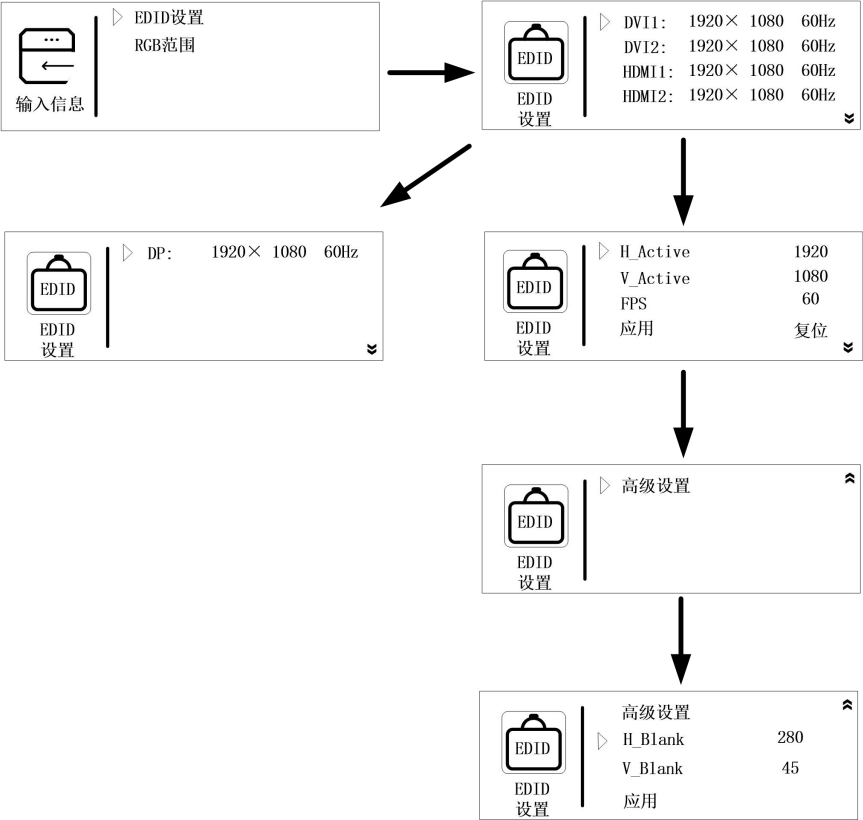 输入信息
EDID设置
RGB范围
EDID
EDID
设置
DVI1: 1920× 1080 60Hz
DVI2: 1920× 1080 60Hz
HDMI1: 1920× 1080 60Hz
HDMI2: 1920× 1080 60Hz
EDID
EDID
设置
DP: 1920× 1080 60Hz
EDID
EDID
设置
H_Active 1920
V_Active 1080
FPS 60
应用 复位
EDID
EDID
设置
高级设置
EDID
EDID
设置
高级设置
H_Blank 280
V_Blank 45
应用